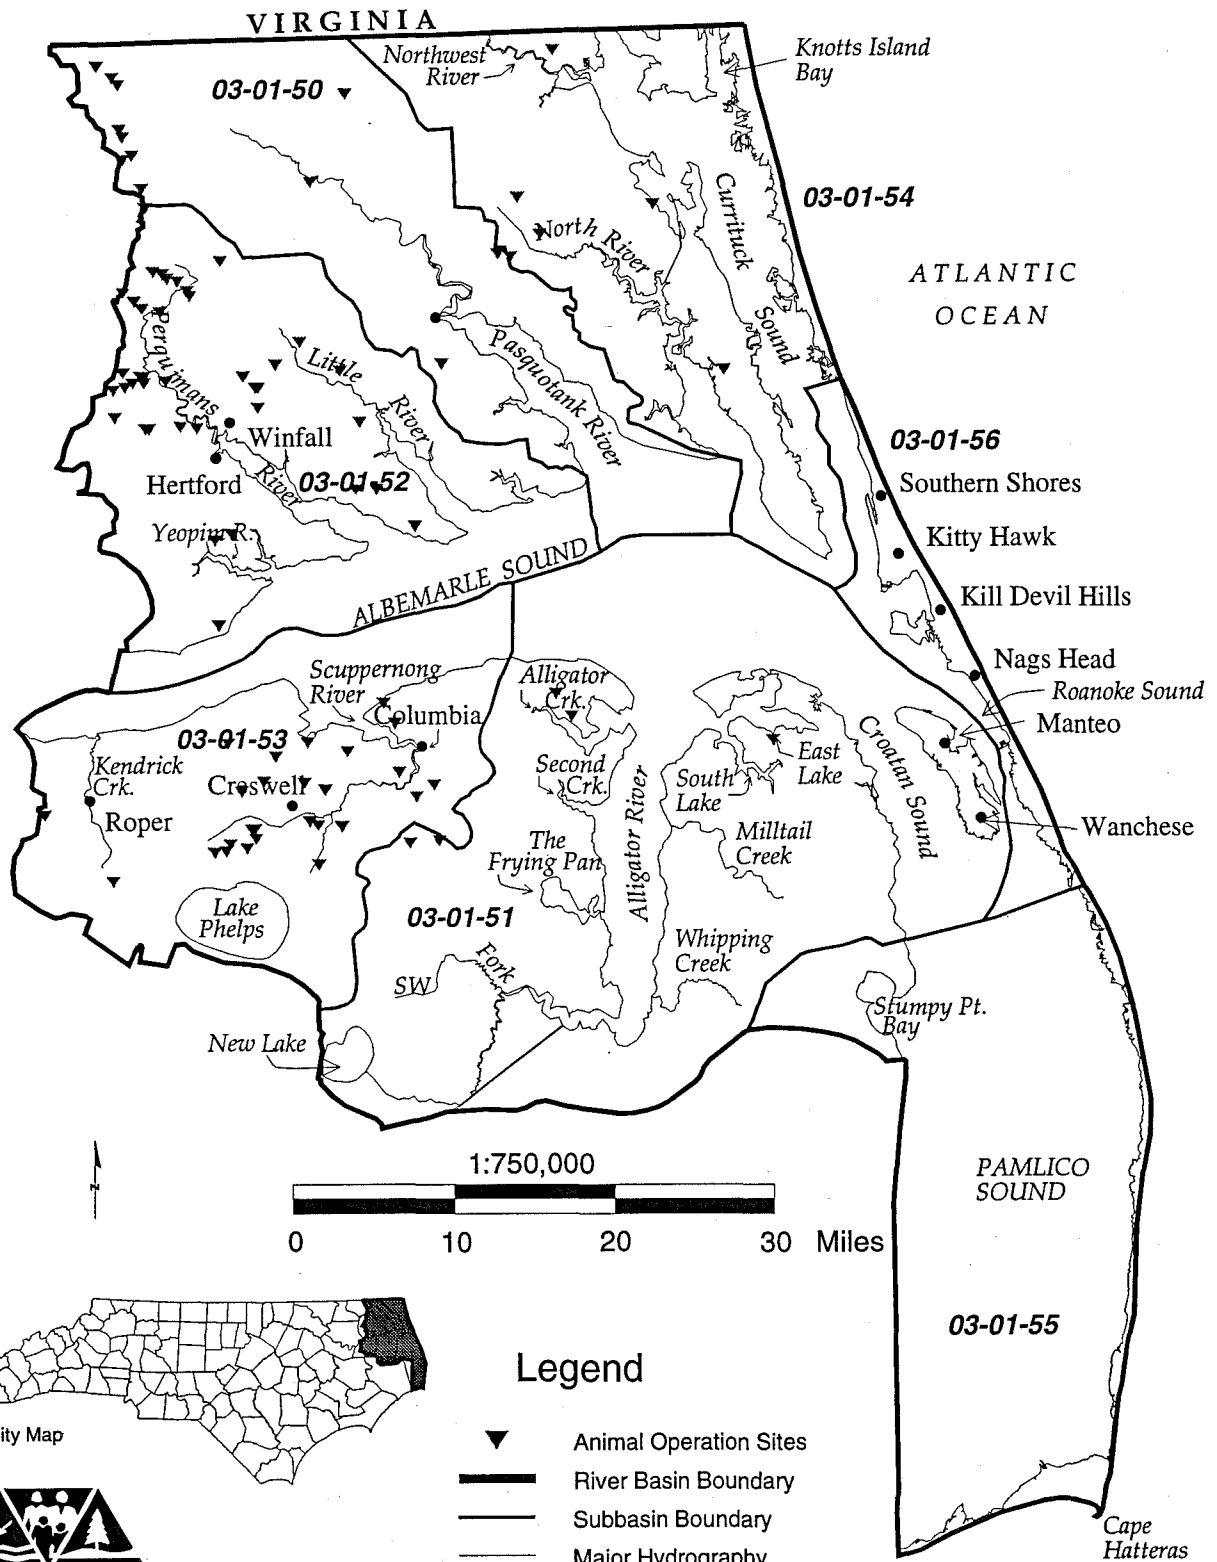 VIRGINIA
Northwest
River
Knotts Island
Bay
03-01-50
03-01-54
Currituck
Sound
North River
ATLANTIC
OCEAN
Perquimans
River
Little
River
Pasquotank River
Winfall
Hertford
03-01-52
Yeopim R.
03-01-56
Southern Shores
Kitty Hawk
Kill Devil Hills
Nags Head
Roanoke Sound
Manteo
Wanchese
ALBEMARLE SOUND
Scuppernong
River
Columbia
03-01-53
Kendrick
Crk.
Creswell
Roper
Lake
Phelps
Alligator
Crk.
Second
Crk.
The
Frying Pan
Alligator River
South
Lake
East
Lake
Milltail
Creek
Croatan Sound
03-01-51
Whipping
Creek
SW
Fork
New Lake
Stumpy Pt.
Bay
PAMLICO
SOUND
03-01-55
Cape
Hatteras
N
1:750,000
0 10 20 30 Miles
ity Map
Legend
Animal Operation Sites
River Basin Boundary
Subbasin Boundary
Major Hydrography